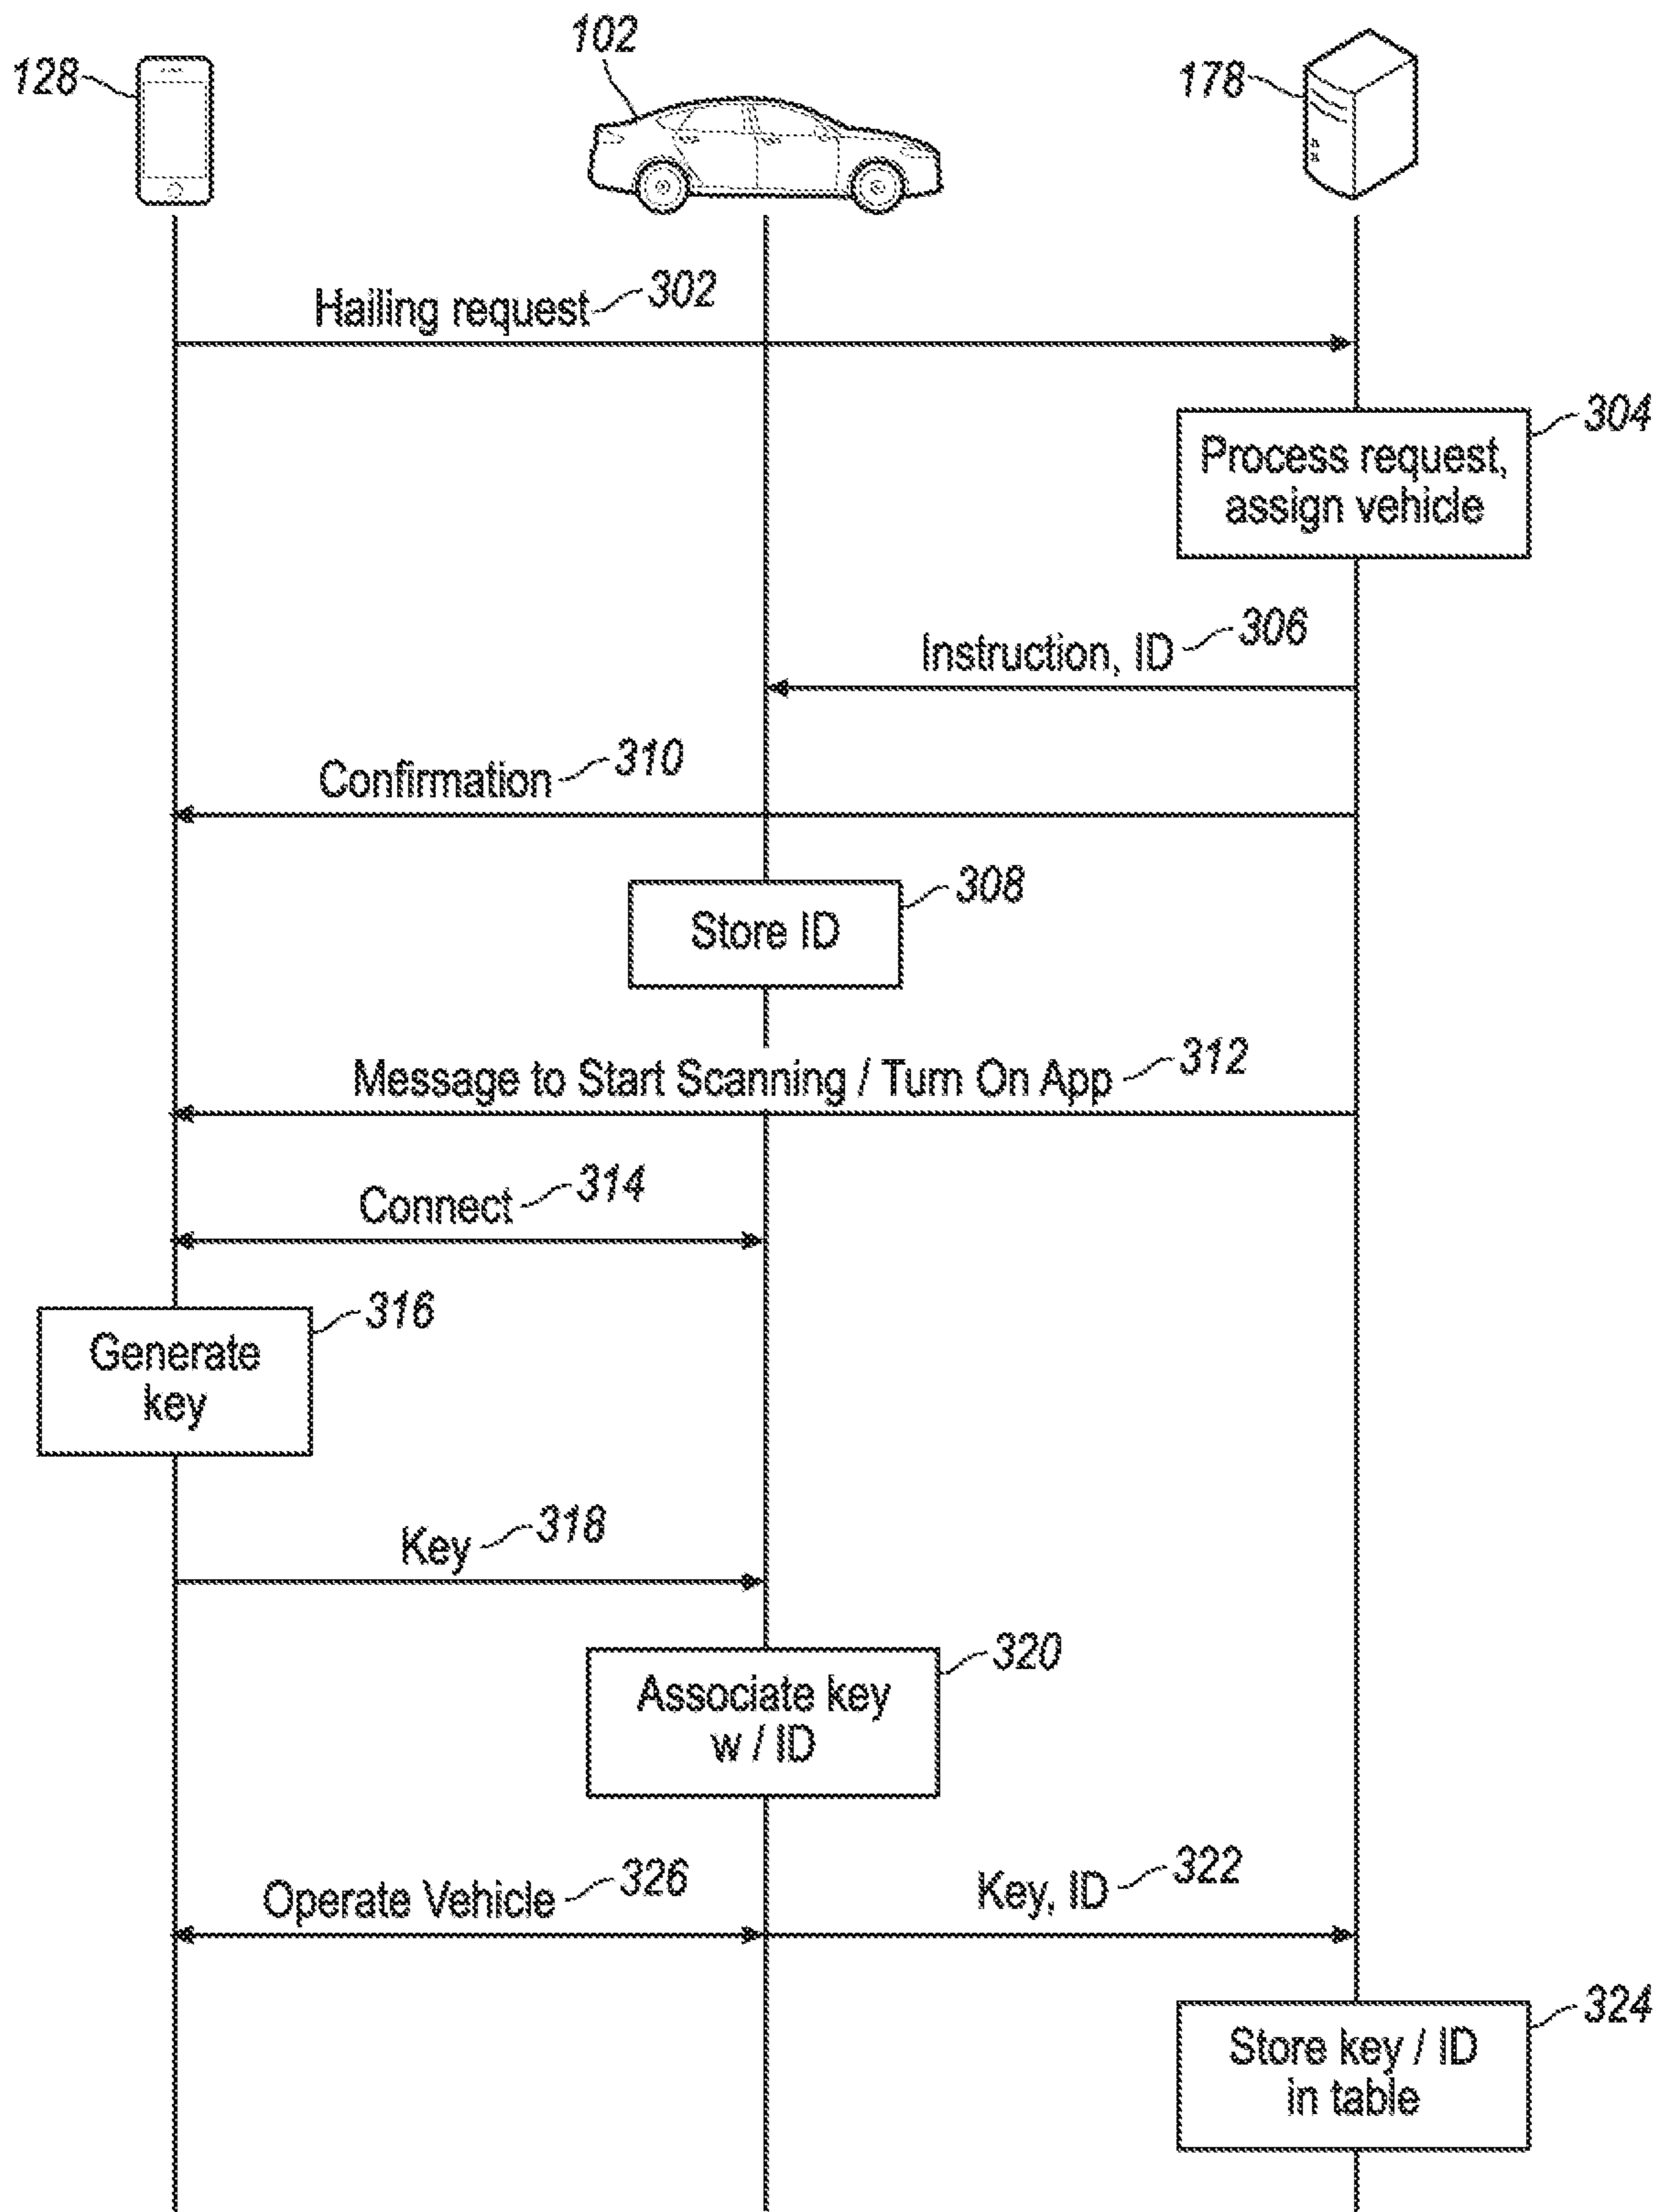 128
102
178
Hailing request
302
304
Process request,
assign vehicle
Instruction, ID
306
Confirmation
310
308
Store ID
Message to Start Scanning / Turn On App
312
Connect
314
316
Generate
key
Key
318
320
Associate key
w / ID
Operate Vehicle
326
Key, ID
322
324
Store key / ID
in table